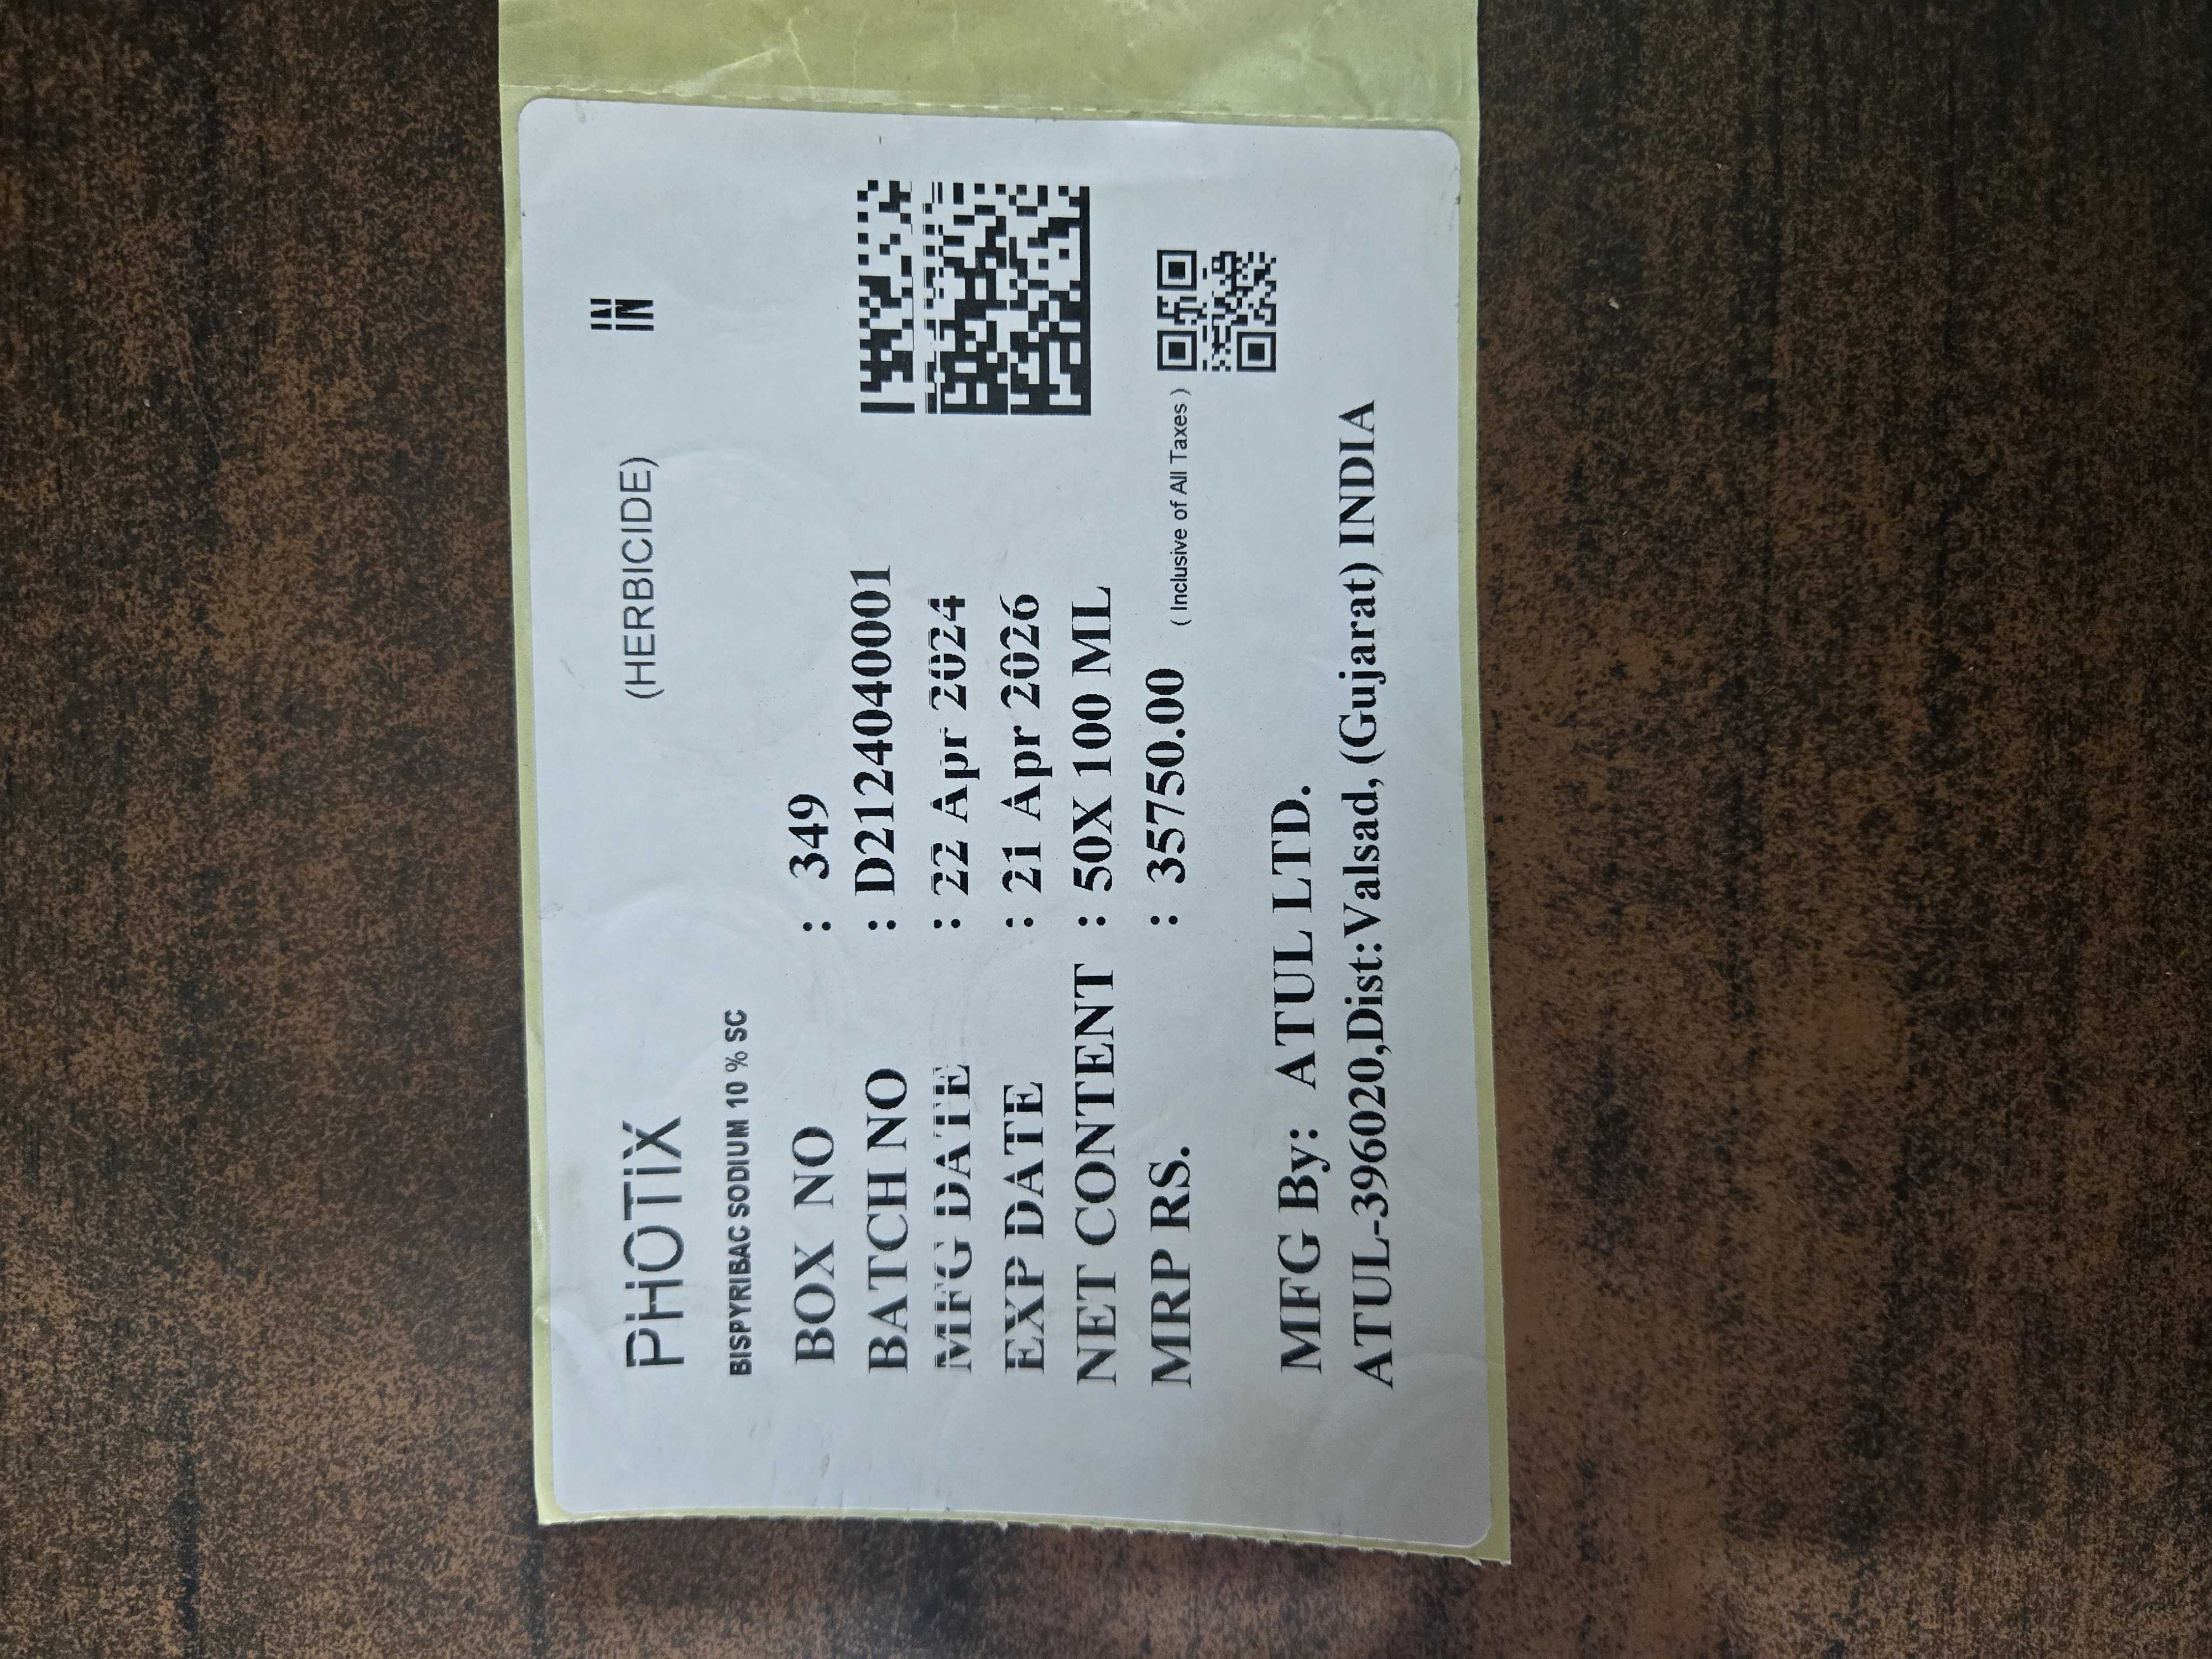 IN
PHOTIX (HERBICIDE)
BISPYRIBAC SODIUM 10 % SC
BOX NO : 349
BATCH NO : D2124040001
MFG DATE : 22 Apr 2024
EXP DATE : 21 Apr 2026
NET CONTENT : 50X 100 ML
MRP RS. : 35750.00 ( Inclusive of All Taxes )
MFG By: ATUL LTD.
ATUL-396020,Dist:Valsad, (Gujarat) INDIA